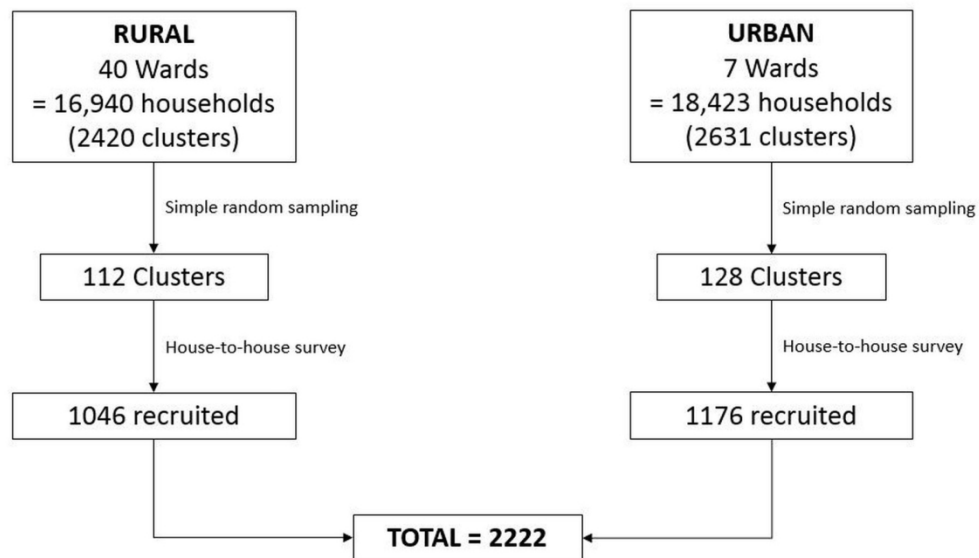 RURAL
40 Wards
= 16,940 households
(2420 clusters)
Simple random sampling
112 Clusters
House-to-house survey
1046 recruited
URBAN
7 Wards
= 18,423 households
(2631 clusters)
Simple random sampling
128 Clusters
House-to-house survey
1176 recruited
TOTAL = 2222